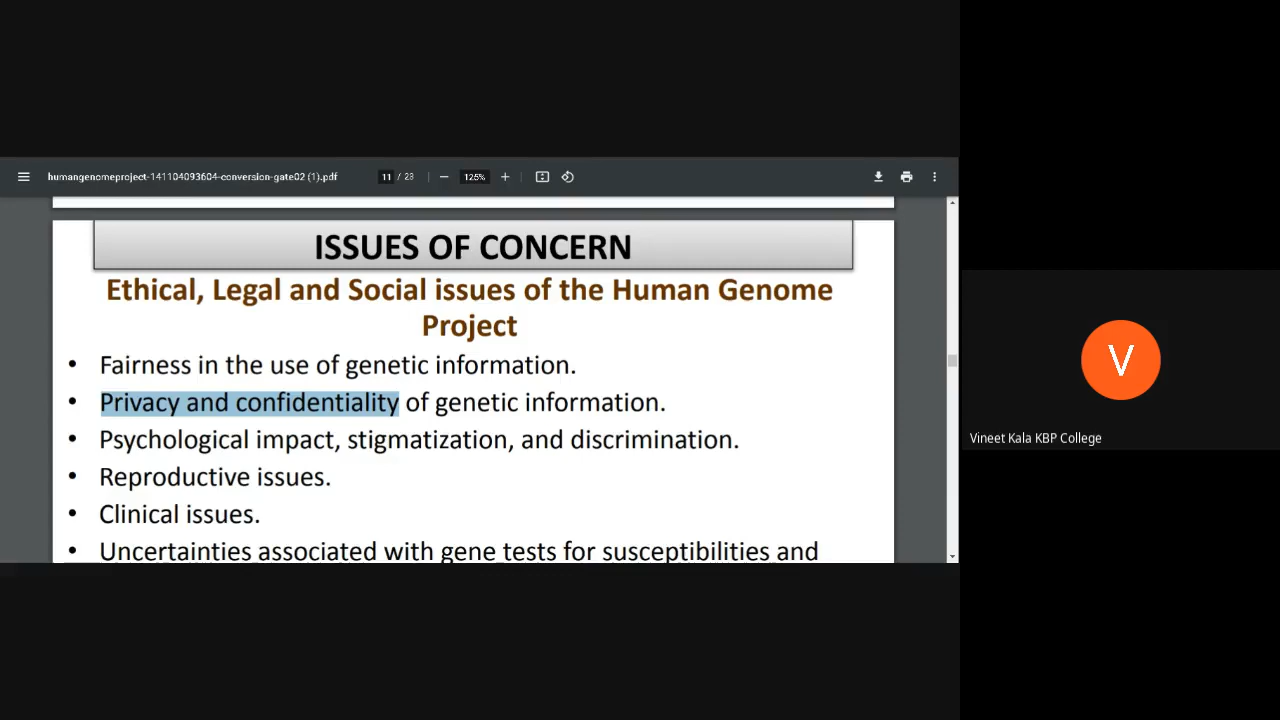 humangenomeproject-141104093604-conversion-gate02 (1).pdf 11 / 23 125%
ISSUES OF CONCERN
Ethical, Legal and Social issues of the Human Genome
Project
• Fairness in the use of genetic information.
• Privacy and confidentiality of genetic information.
• Psychological impact, stigmatization, and discrimination.
• Reproductive issues.
• Clinical issues.
• Uncertainties associated with gene tests for susceptibilities and
V
Vineet Kala KBP College